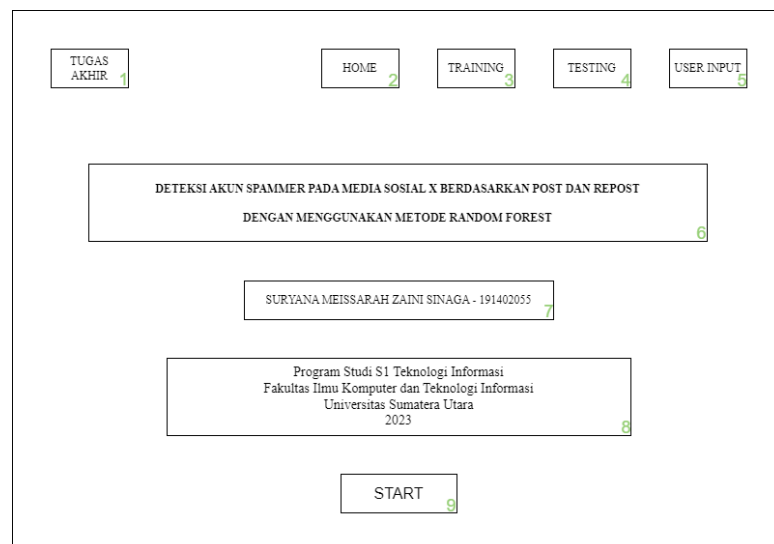 TUGAS
AKHIR 1
HOME 2
TRAINING 3
TESTING 4
USER INPUT 5
DETEKSI AKUN SPAMMER PADA MEDIA SOSIAL X BERDASARKAN POST DAN REPOST
DENGAN MENGGUNAKAN METODE RANDOM FOREST
6
SURYANA MEISSARAH ZAINI SINAGA - 191402055
7
Program Studi S1 Teknologi Informasi
Fakultas Ilmu Komputer dan Teknologi Informasi
Universitas Sumatera Utara
2023
8
START
9